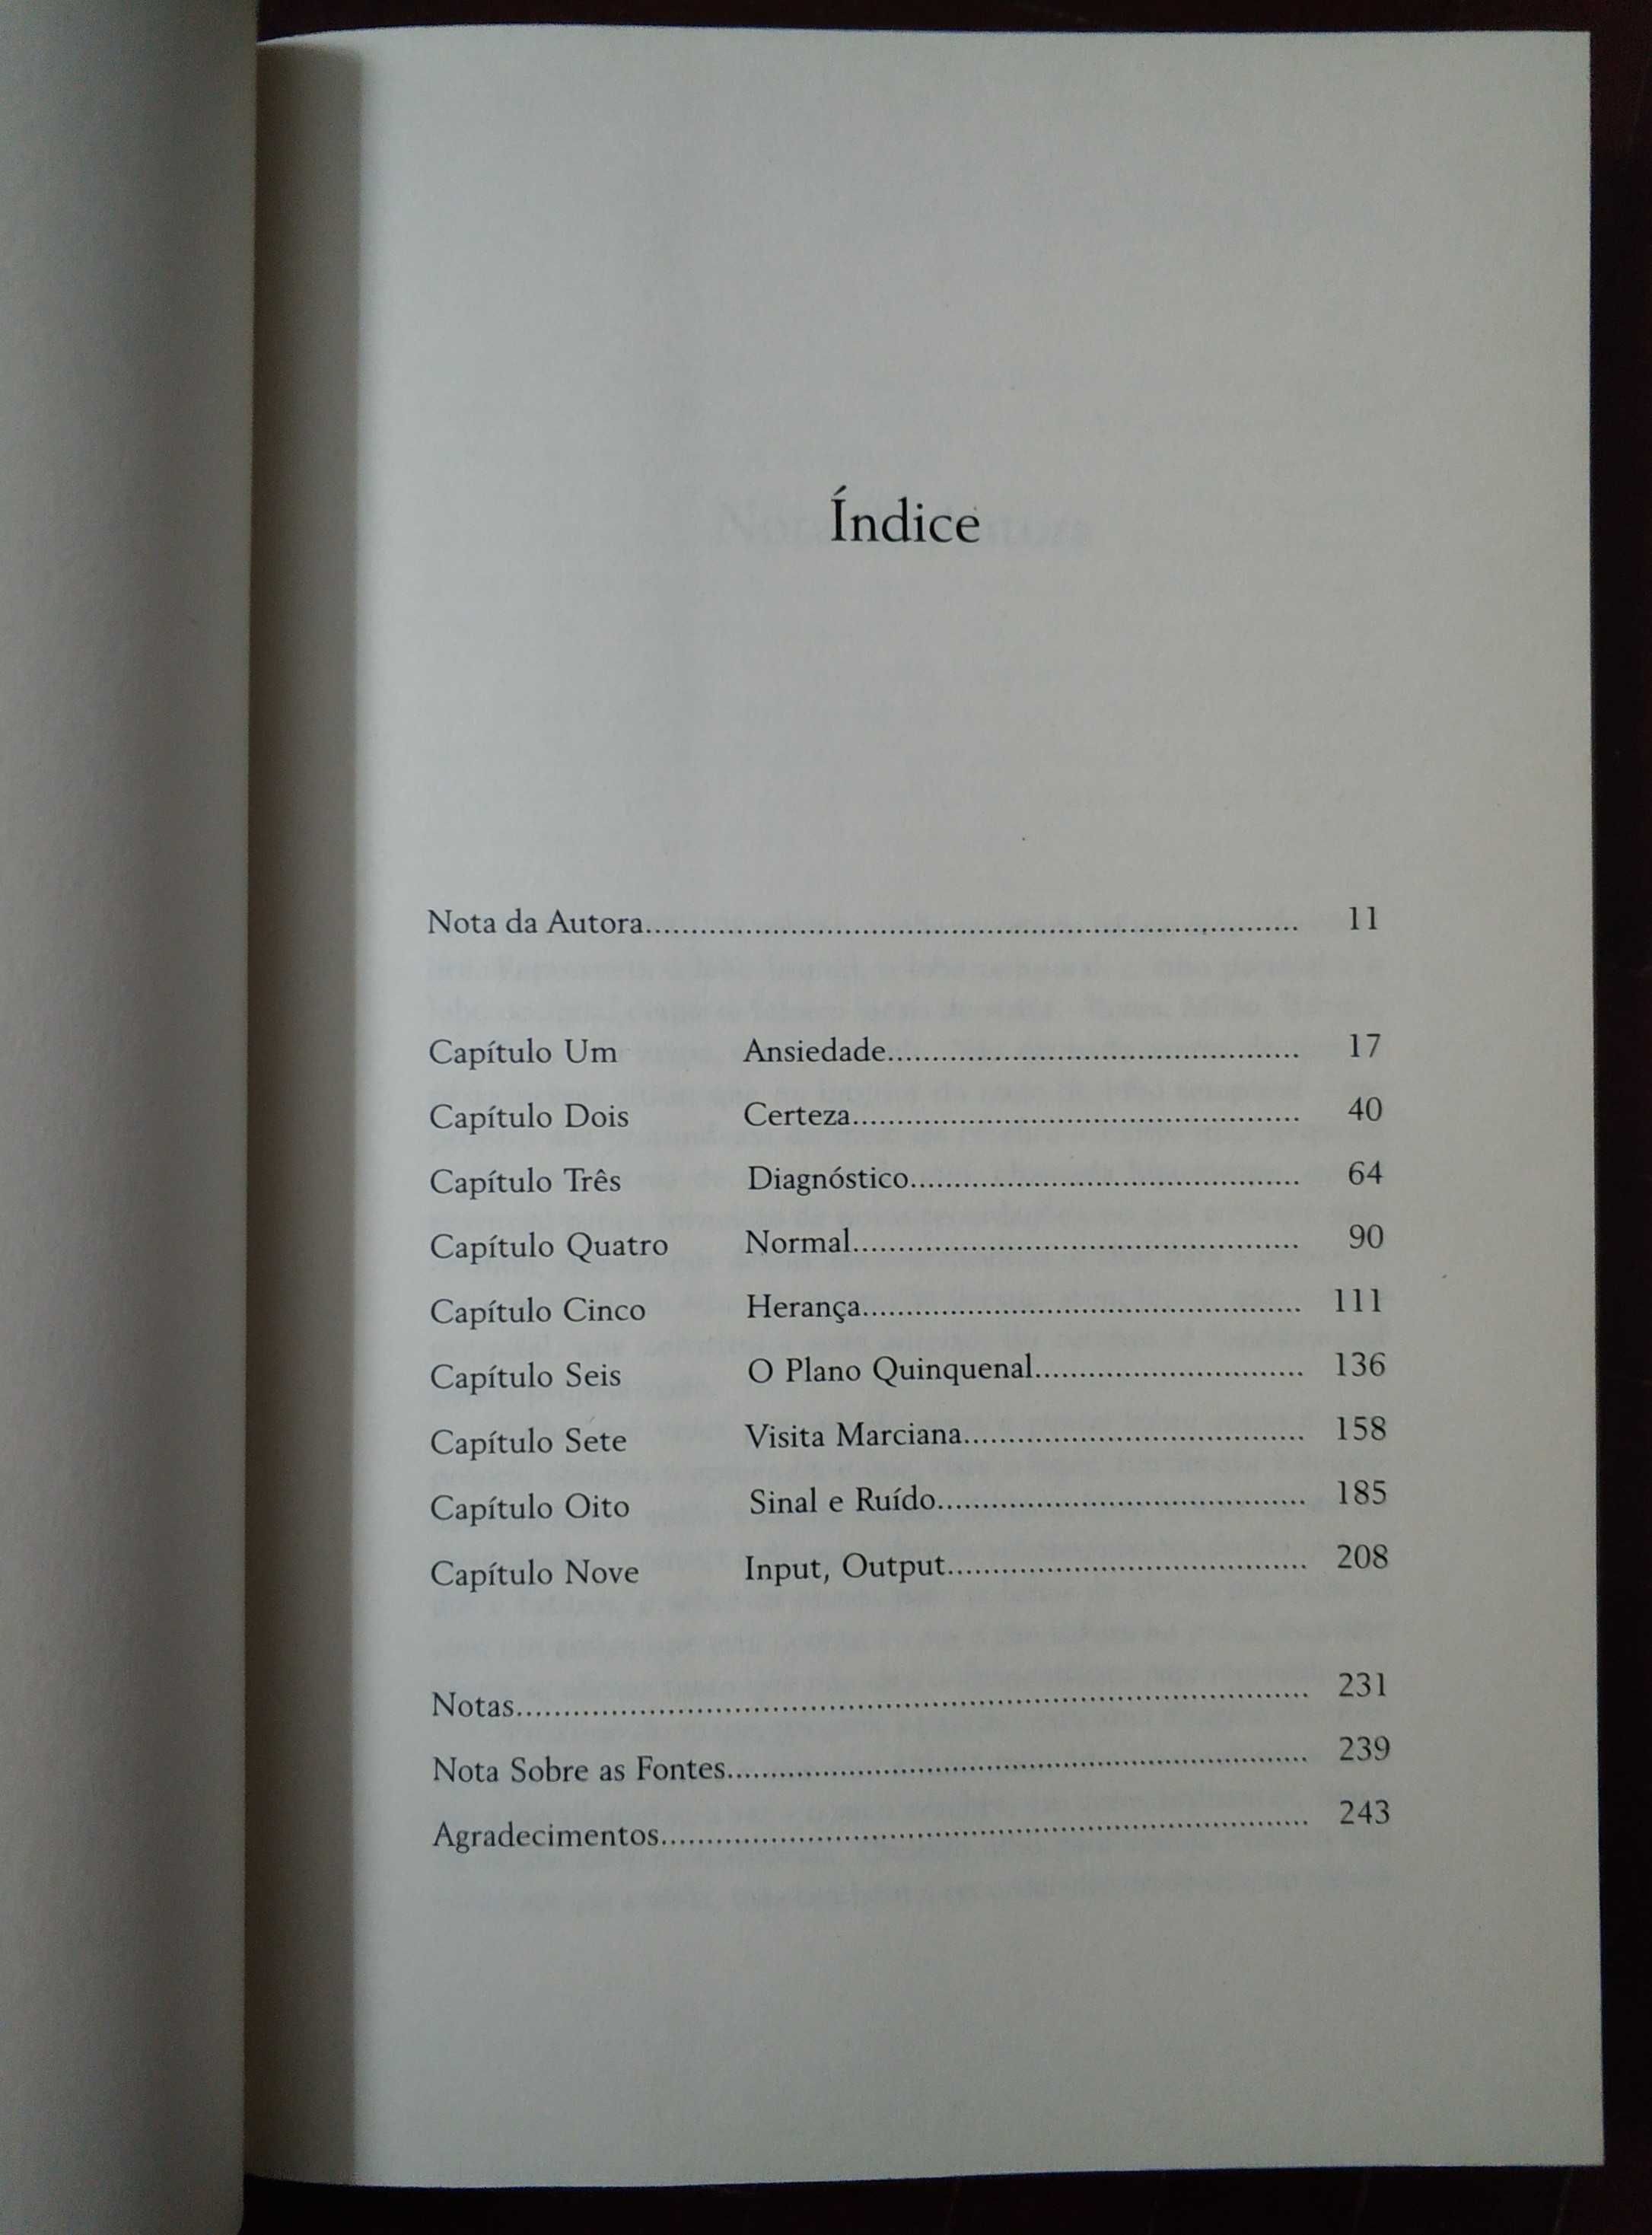 Índice
Nota da Autora........................................ 11
Capítulo Um Ansiedade........................................ 17
Capítulo Dois Certeza........................................ 40
Capítulo Três Diagnóstico........................................ 64
Capítulo Quatro Normal........................................ 90
Capítulo Cinco Herança........................................ 111
Capítulo Seis O Plano Quinquenal........................................ 136
Capítulo Sete Visita Marciana........................................ 158
Capítulo Oito Sinal e Ruído........................................ 185
Capítulo Nove Input, Output........................................ 208
Notas........................................ 231
Nota Sobre as Fontes........................................ 239
Agradecimentos........................................ 243